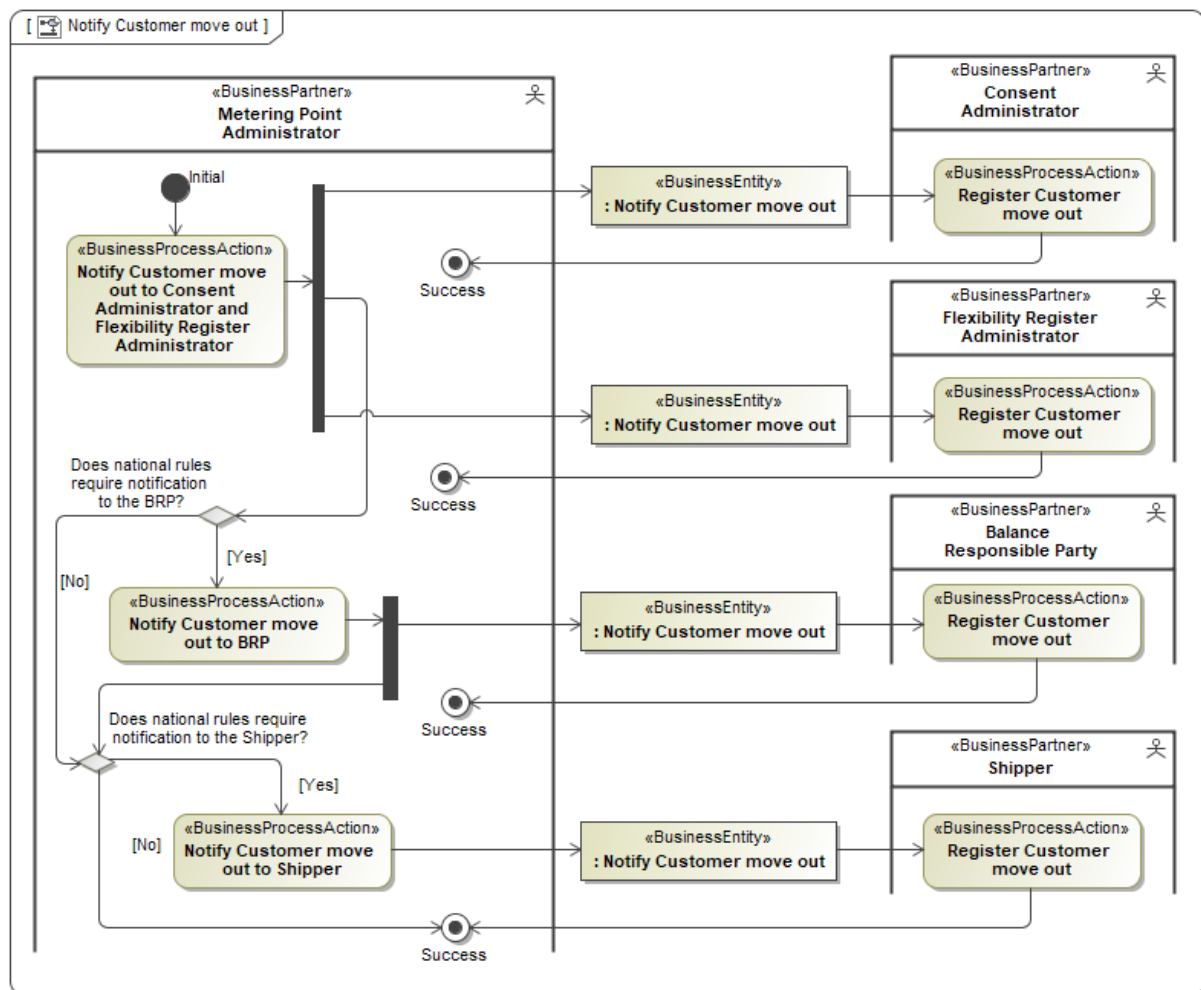 [ Notify Customer move out ]
«BusinessPartner»
Metering Point
Administrator
Initial
«BusinessProcessAction»
Notify Customer move
out to Consent
Administrator and
Flexibility Register
Administrator
«BusinessEntity»
: Notify Customer move out
«BusinessPartner»
Consent
Administrator
«BusinessProcessAction»
Register Customer
move out
Success
«BusinessEntity»
: Notify Customer move out
«BusinessPartner»
Flexibility Register
Administrator
«BusinessProcessAction»
Register Customer
move out
Success
Does national rules
require notification
to the BRP?
[Yes]
[No]
«BusinessProcessAction»
Notify Customer move
out to BRP
«BusinessEntity»
: Notify Customer move out
«BusinessPartner»
Balance
Responsible Party
«BusinessProcessAction»
Register Customer
move out
Success
Does national rules require
notification to the Shipper?
[Yes]
[No]
«BusinessProcessAction»
Notify Customer move
out to Shipper
«BusinessEntity»
: Notify Customer move out
«BusinessPartner»
Shipper
«BusinessProcessAction»
Register Customer
move out
Success